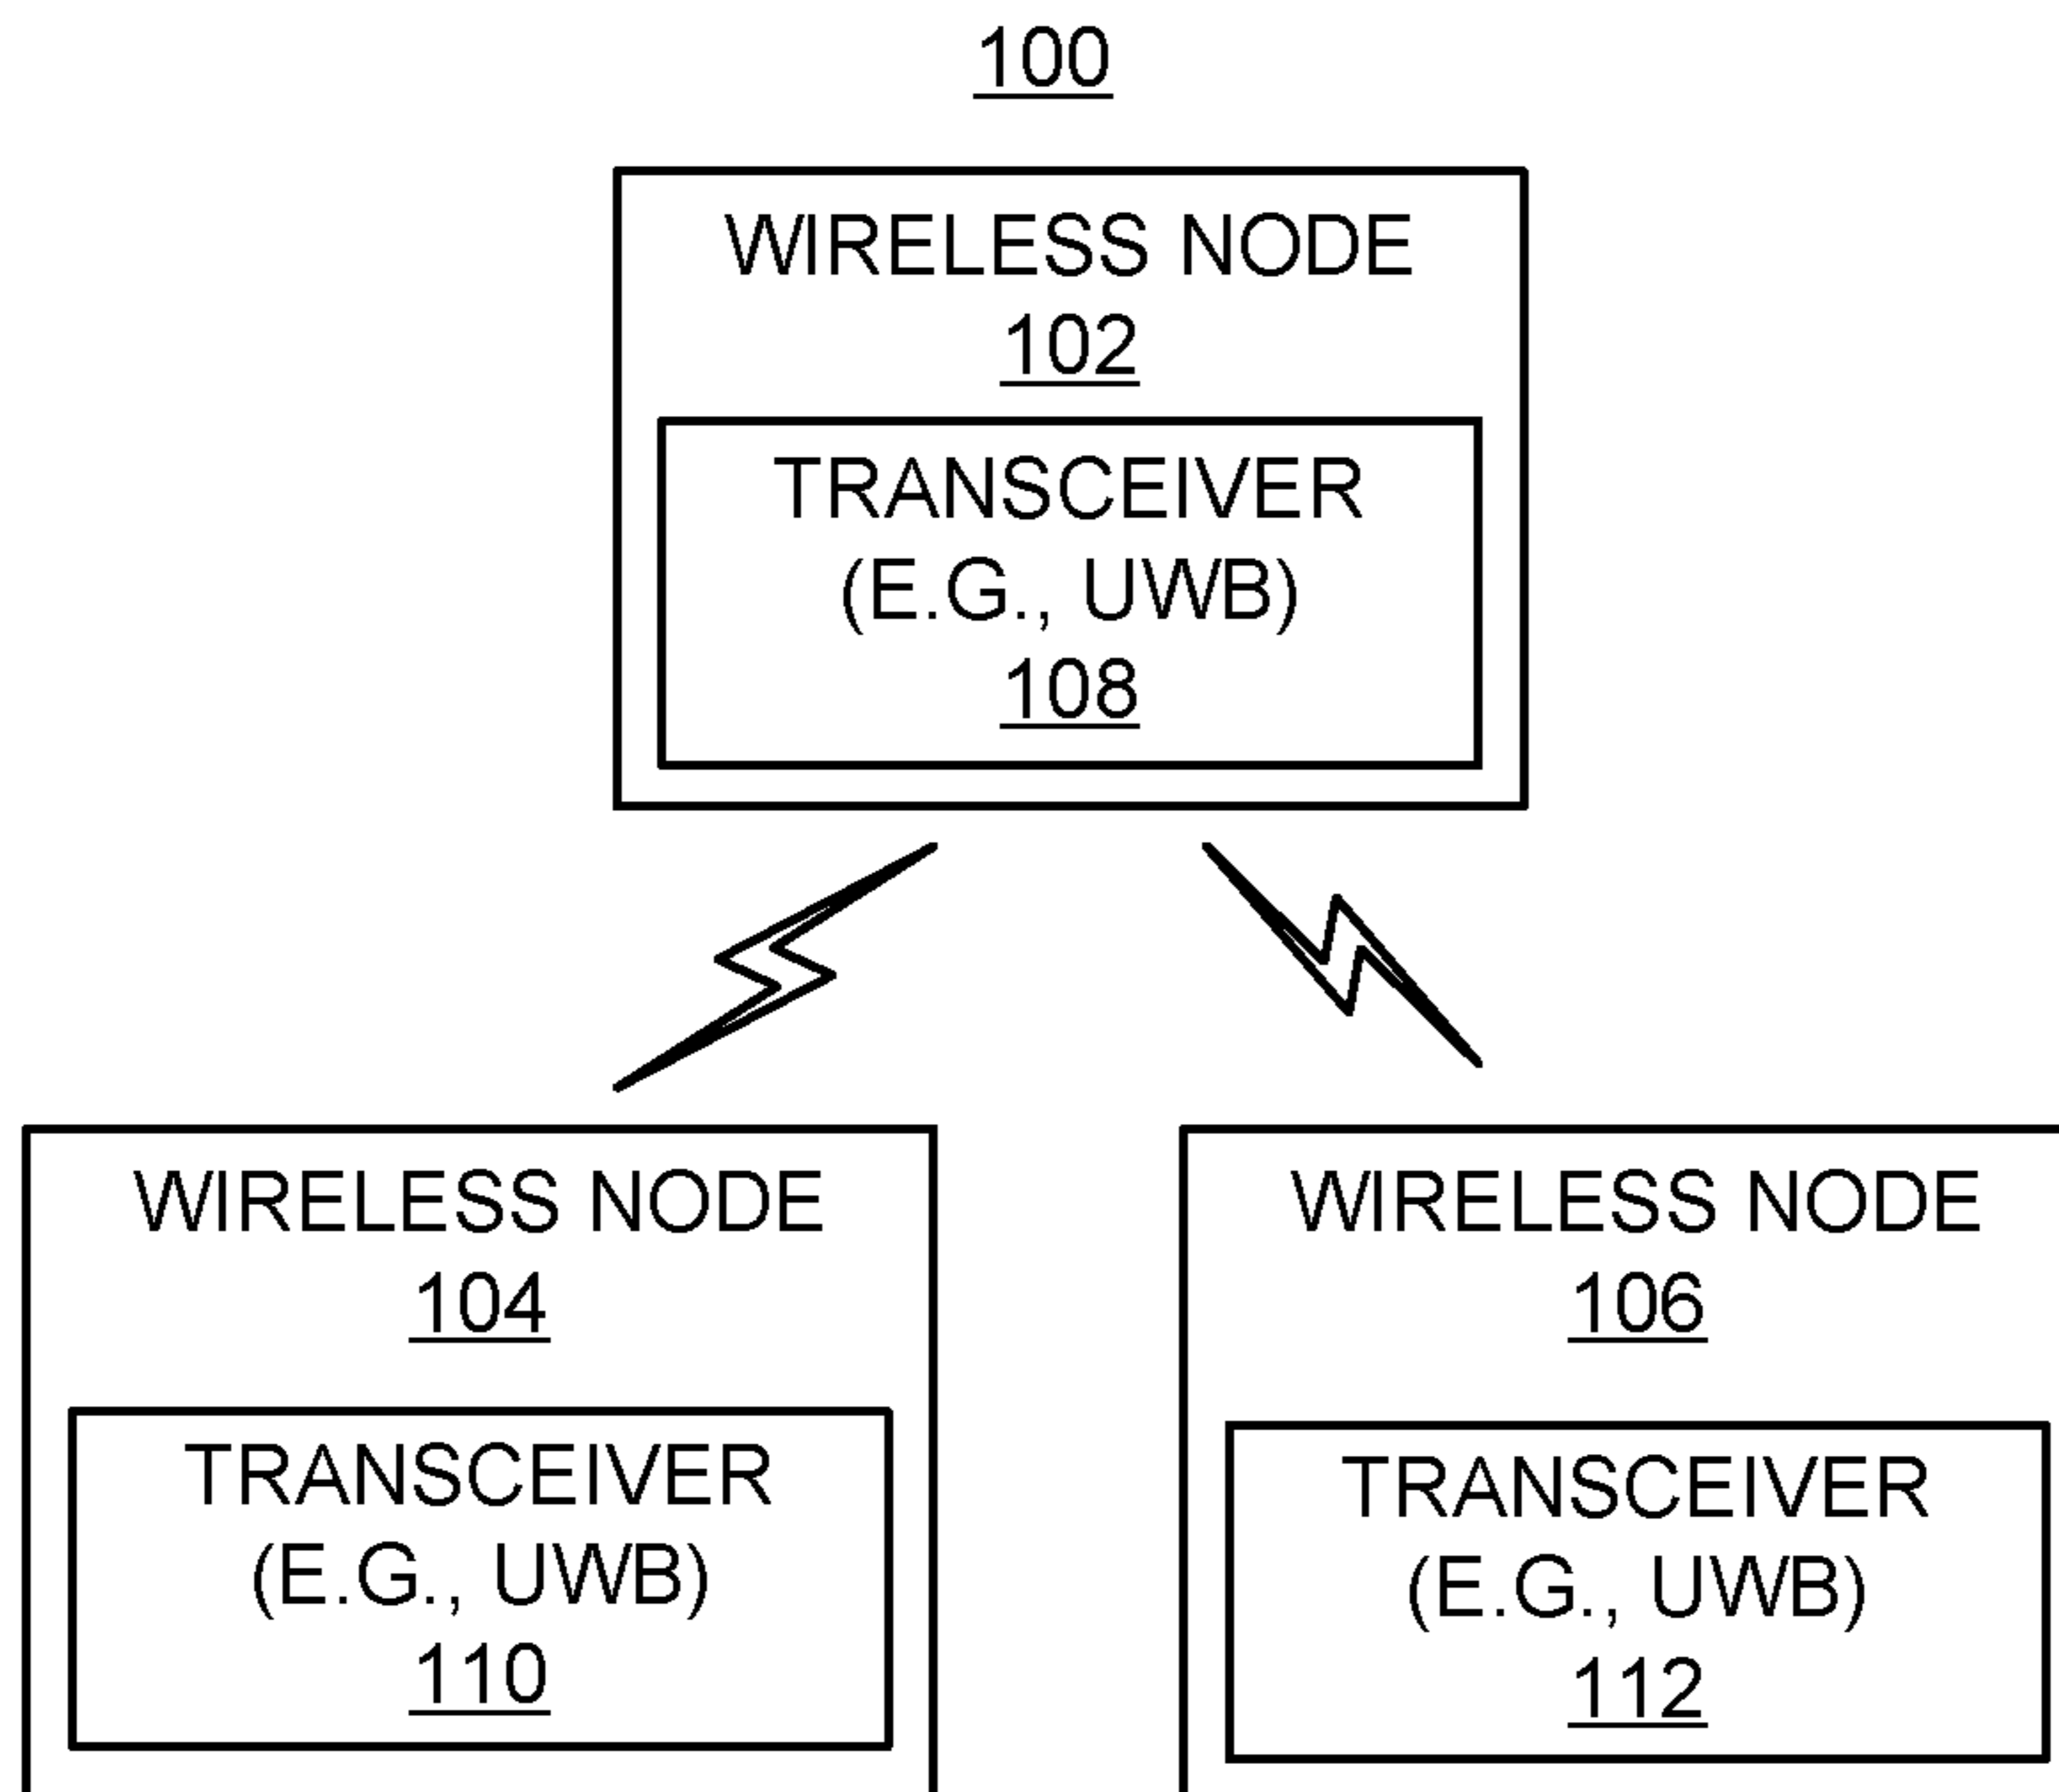 100
WIRELESS NODE
102
TRANSCEIVER
(E.G., UWB)
108
WIRELESS NODE
104
TRANSCEIVER
(E.G., UWB)
110
WIRELESS NODE
106
TRANSCEIVER
(E.G., UWB)
112